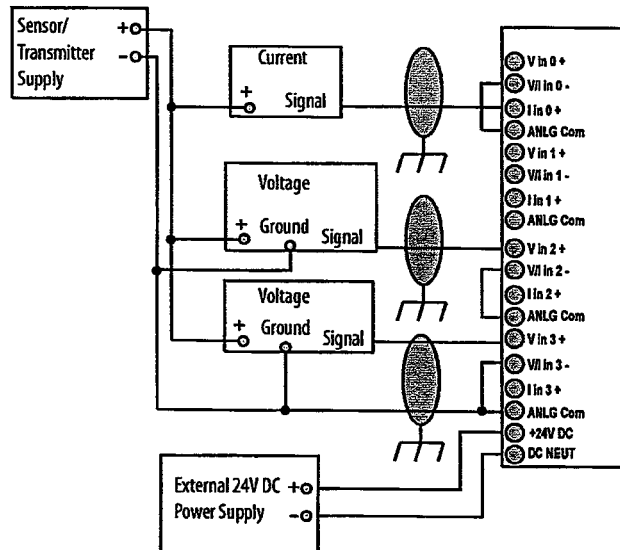 Sensor/
Transmitter
Supply
+
-
Current
+
Signal
Voltage
Ground
+
Signal
Voltage
Ground
+
Signal
External 24V DC
Power Supply
+
-
V in 0 +
V/I in 0 -
I in 0 +
ANLG Com
V in 1 +
V/I in 1 -
I in 1 +
ANLG Com
V in 2 +
V/I in 2 -
I in 2 +
ANLG Com
V in 3 +
V/I in 3 -
I in 3 +
ANLG Com
+24V DC
DC NEUT